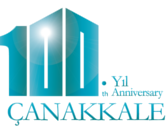 100. Yıl
th Anniversary
ÇANAKKALE